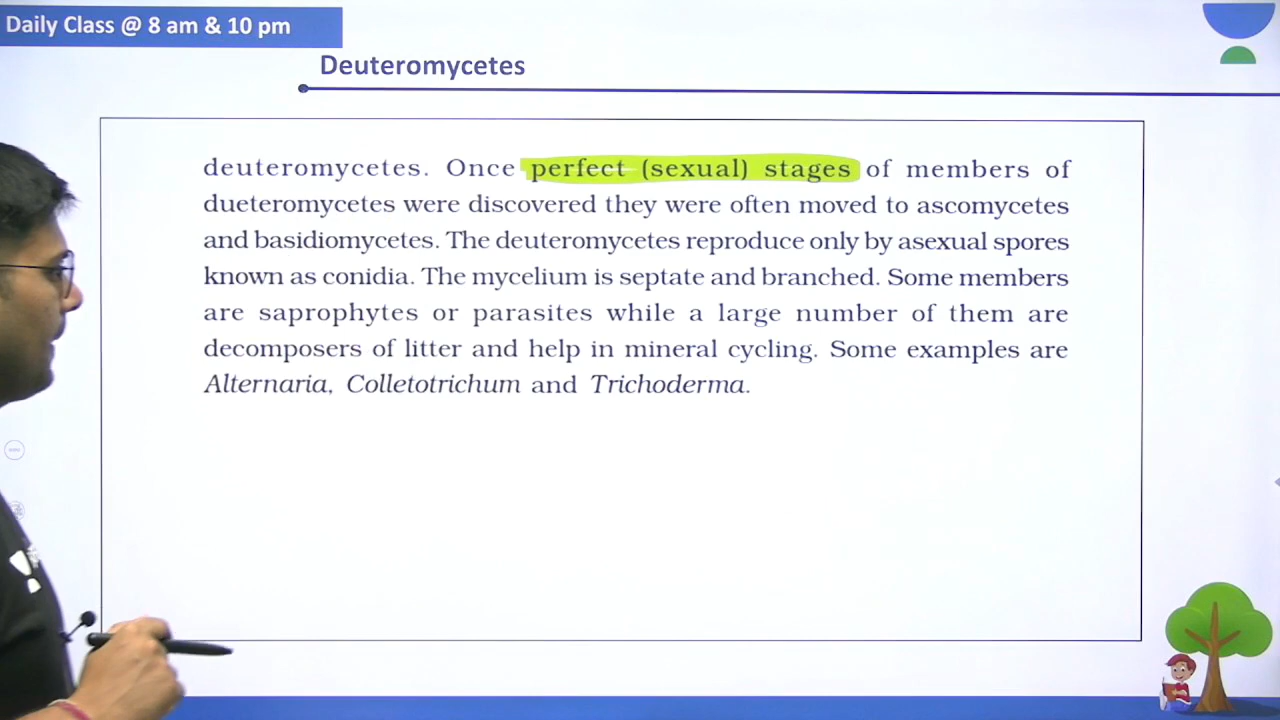 Daily Class @ 8 am & 10 pm
Deuteromycetes
deuteromycetes. Once perfect (sexual) stages of members of
dueteromycetes were discovered they were often moved to ascomycetes
and basidiomycetes. The deuteromycetes reproduce only by asexual spores
known as conidia. The mycelium is septate and branched. Some members
are saprophytes or parasites while a large number of them are
decomposers of litter and help in mineral cycling. Some examples are
Alternaria, Colletotrichum and Trichoderma.